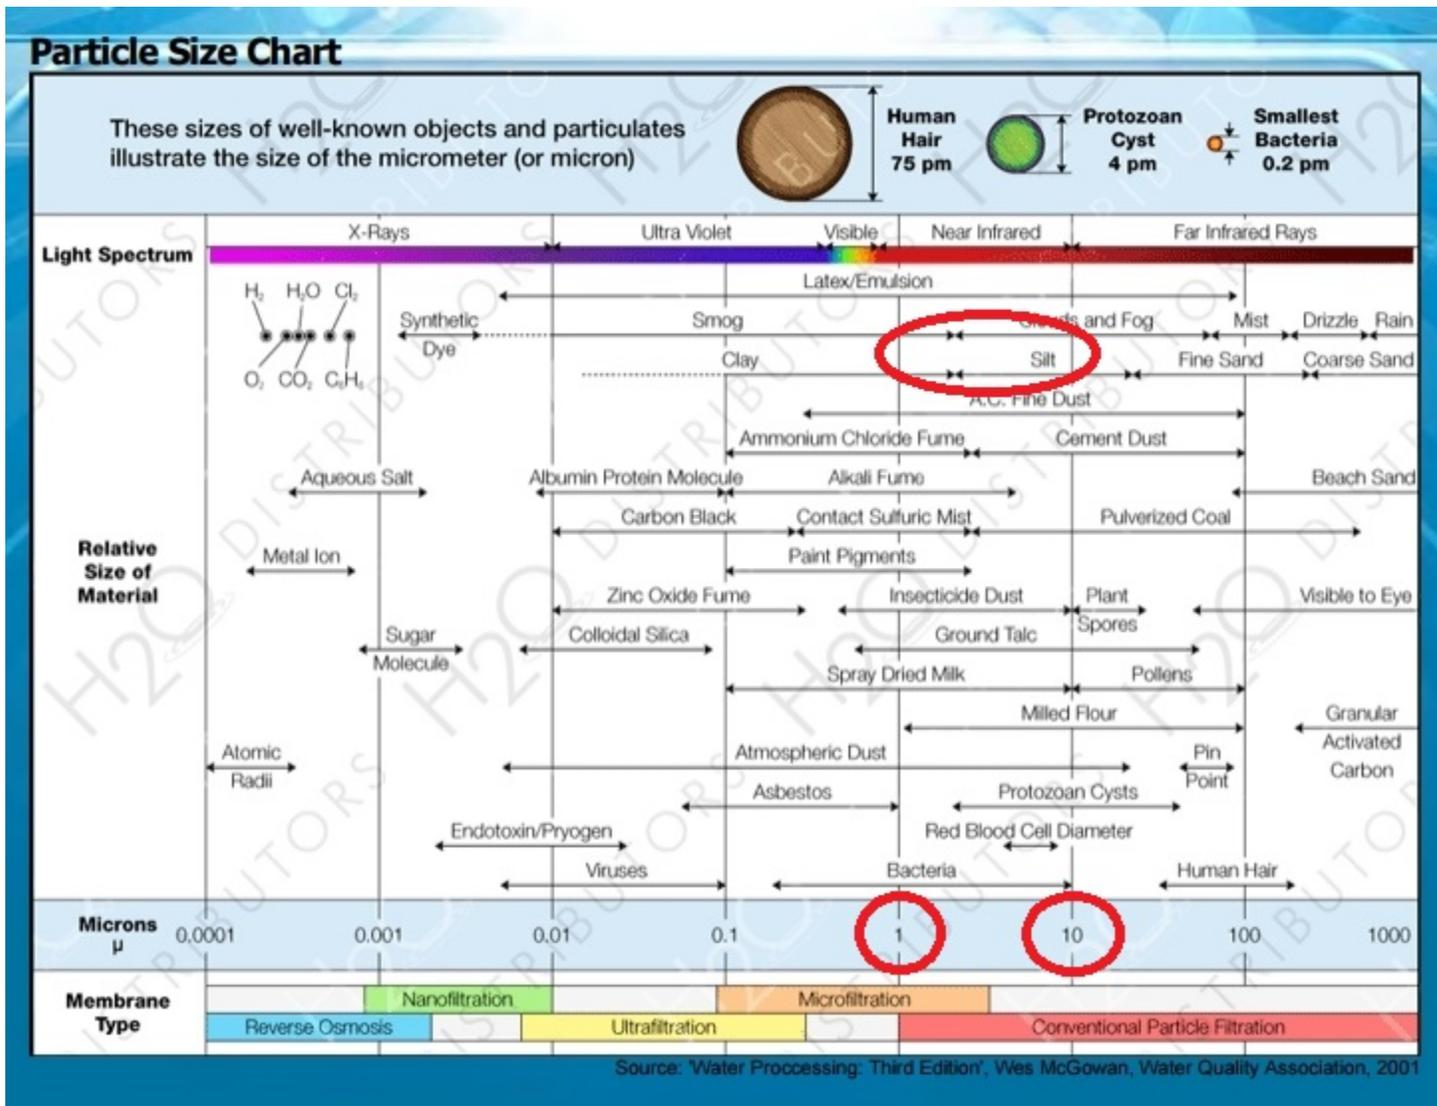 Particle Size Chart
These sizes of well-known objects and particulates
illustrate the size of the micrometer (or micron)
Human
Hair
75 pm
Protozoan
Cyst
4 pm
Smallest
Bacteria
0.2 pm
X-Rays Ultra Violet Visible Near Infrared Far Infrared Rays
Light Spectrum
Latex/Emulsion
H₂ H₂O Cl₂
Synthetic
Dye
Smog and Fog Mist Drizzle Rain
Clay Silt Fine Sand Coarse Sand
O₂ CO₂
A.C. Fine Dust
Ammonium Chloride Fume Cement Dust
Aqueous Salt Albumin Protein Molecule Alkali Fume Beach Sand
Carbon Black Contact Sulfuric Mist Pulverized Coal
Relative
Size of
Material
Metal Ion Paint Pigments
Zinc Oxide Fume Insecticide Dust Plant
Spores
Visible to Eye
Sugar
Molecule
Colloidal Silica Ground Talc
Spray Dried Milk Pollens
Milled Flour Granular
Activated
Carbon
Atomic
Radii
Atmospheric Dust Pin
Point
Asbestos Protozoan Cysts
Endotoxin/Pryogen Red Blood Cell Diameter
Viruses Bacteria Human Hair
Microns
μ
0.0001 0.001 0.01 0.1 1 10 100 1000
Membrane
Type
Nanofiltration Microfiltration
Reverse Osmosis Ultrafiltration Conventional Particle Filtration
Source: 'Water Proccessing: Third Edition', Wes McGowan, Water Quality Association, 2001
H2O DISTRIBUTORS